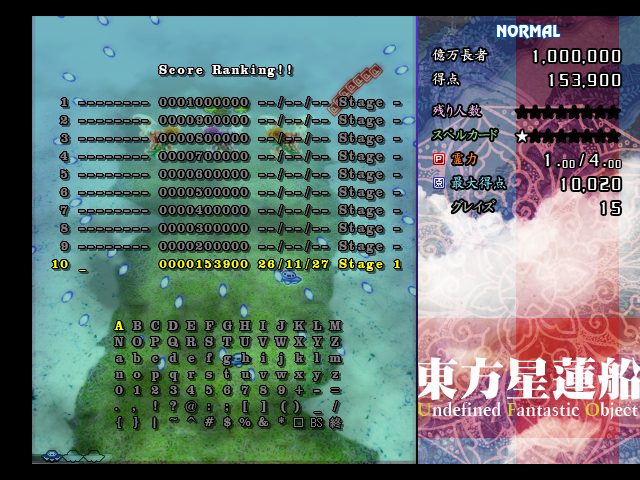 Score Ranking!!
1 -------- 0001000000 --/--/-- Stage -
2 -------- 0000900000 --/--/-- Stage -
3 -------- 0000800000 --/--/-- Stage -
4 -------- 0000700000 --/--/-- Stage -
5 -------- 0000600000 --/--/-- Stage -
6 -------- 0000500000 --/--/-- Stage -
7 -------- 0000400000 --/--/-- Stage -
8 -------- 0000300000 --/--/-- Stage -
9 -------- 0000200000 --/--/-- Stage -
10 _ 0000153900 26/11/27 Stage 1
A B C D E F G H I J K L M
N O P Q R S T U V W X Y Z
a b c d e f g h i j k l m
n o p q r s t u v w x y z
0 1 2 3 4 5 6 7 8 9 + - =
. , ! ? @ : ; [ ] ( ) _ /
{ } | ~ ^ # $ % & * □ BS 終
NORMAL
億万長者 1,000,000
得点 153,900
残り人数
スペルカード
P 霊力 1.00/4.00
点 最大得点 10,020
グレイズ 15
東方星蓮船
Undefined Fantastic Object